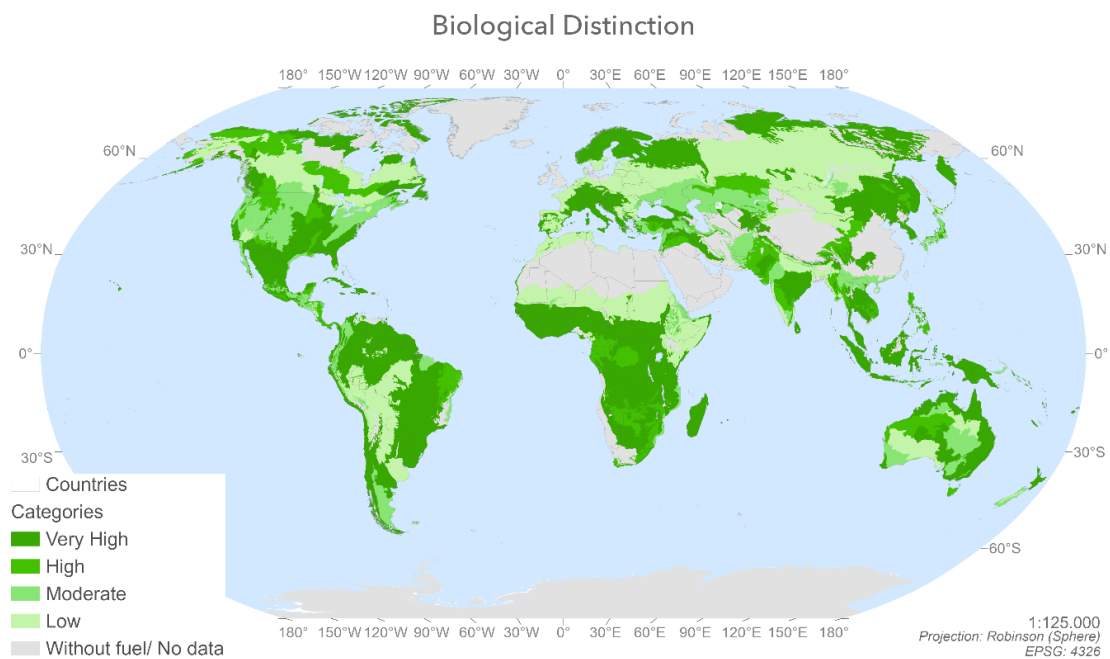 Biological Distinction
180° 150°W 120°W 90°W 60°W 30°W 0° 30°E 60°E 90°E 120°E 150°E 180°
60°N 60°N
30°N 30°N
0° 0°
30°S 30°S
60°S
Countries
Categories
Very High
High
Moderate
Low
Without fuel/ No data
180° 150°W 120°W 90°W 60°W 30°W 0° 30°E 60°E 90°E 120°E 150°E 180°
1:125.000
Projection: Robinson (Sphere)
EPSG: 4326